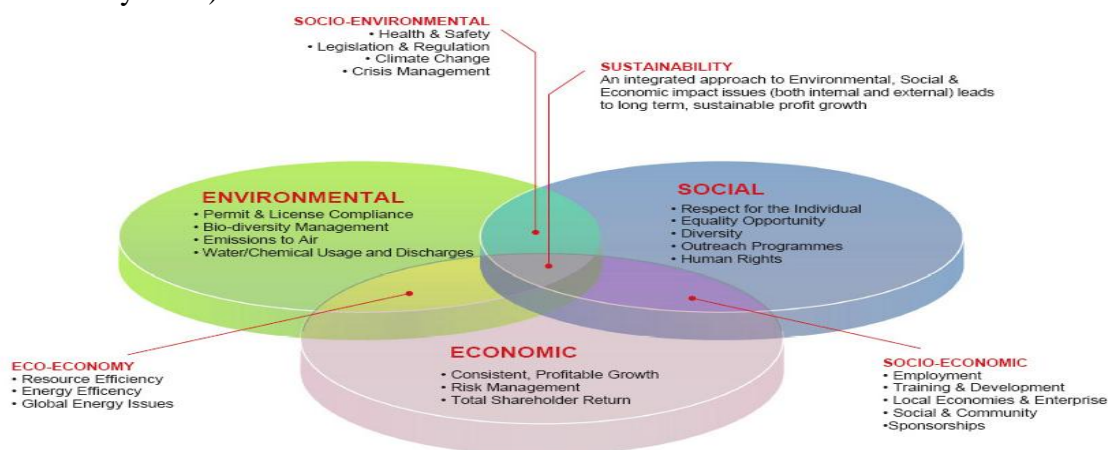 SOCIO-ENVIRONMENTAL
• Health & Safety
• Legislation & Regulation
• Climate Change
• Crisis Management
SUSTAINABILITY
An integrated approach to Environmental, Social &
Economic impact issues (both internal and external) leads
to long term, sustainable profit growth
ENVIRONMENTAL
• Permit & License Compliance
• Bio-diversity Management
• Emissions to Air
• Water/Chemical Usage and Discharges
SOCIAL
• Respect for the Individual
• Equality Opportunity
• Diversity
• Outreach Programmes
• Human Rights
ECO-ECONOMY
• Resource Efficiency
• Energy Efficency
• Global Energy Issues
ECONOMIC
• Consistent, Profitable Growth
• Risk Management
• Total Shareholder Return
SOCIO-ECONOMIC
• Employment
• Training & Development
• Local Economies & Enterprise
• Social & Community
•Sponsorships